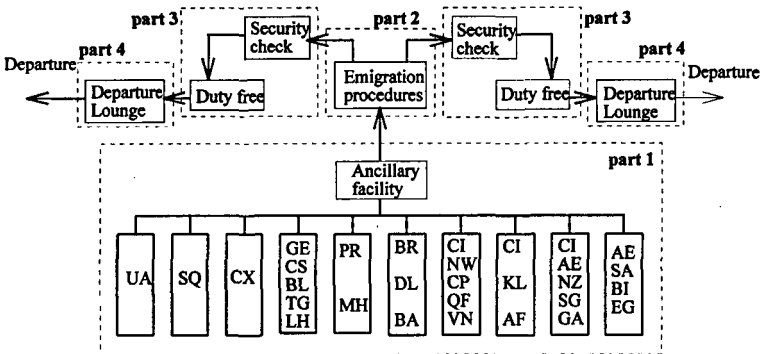 part 3
Security
check
part 2
Security
check
part 3
part 4
part 4
Departure
Departure
Departure
Lounge
Duty free
Emigration
procedures
Duty free
Departure
Lounge
part 1
Ancillary
facility
UA
SQ
CX
GE
CS
BL
TG
LH
PR
MH
BR
DL
BA
CI
NW
CP
QF
VN
CI
KL
AF
CI
AE
NZ
SG
GA
AE
SA
BI
EG